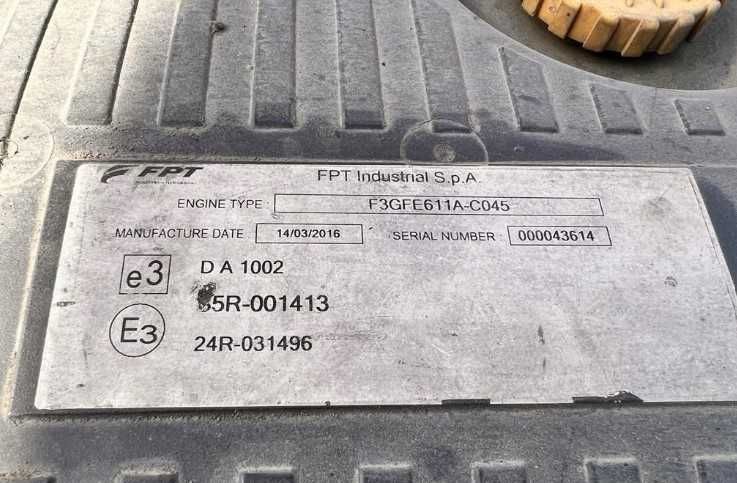 FPT
FPT Industrial S.p.A.
ENGINE TYPE : F3GFE611A-C045
MANUFACTURE DATE 14/03/2016 SERIAL NUMBER : 000043614
e3 D A 1002
5R-001413
E3 24R-031496